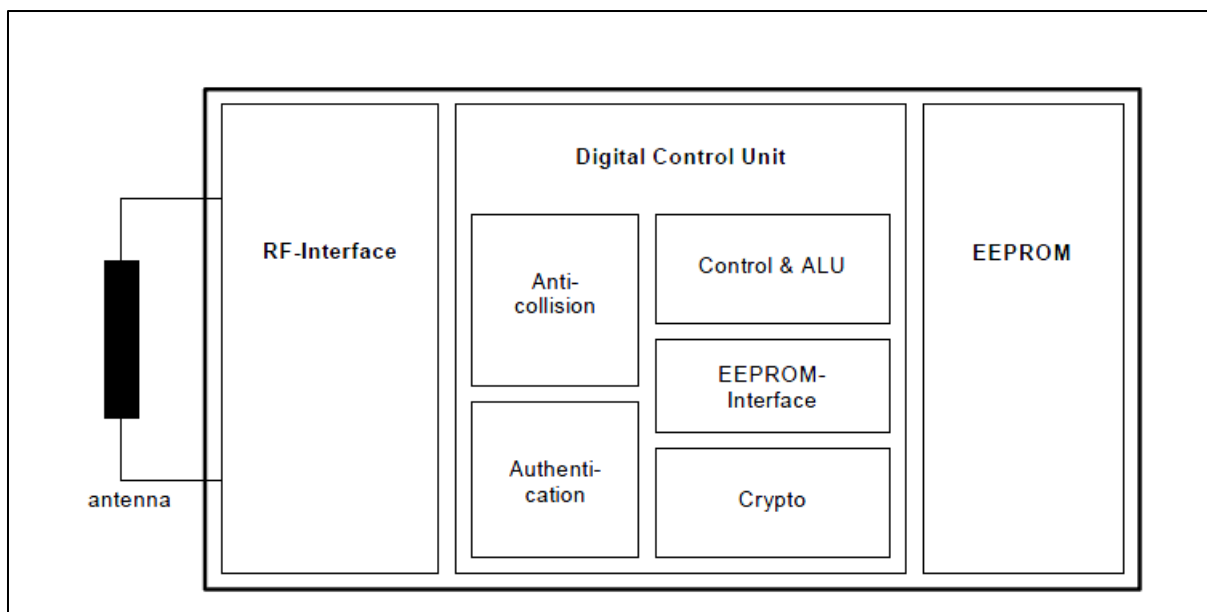 Digital Control Unit
RF-Interface
EEPROM
Anti-
collision
Control & ALU
EEPROM-
Interface
Authenti-
cation
Crypto
antenna